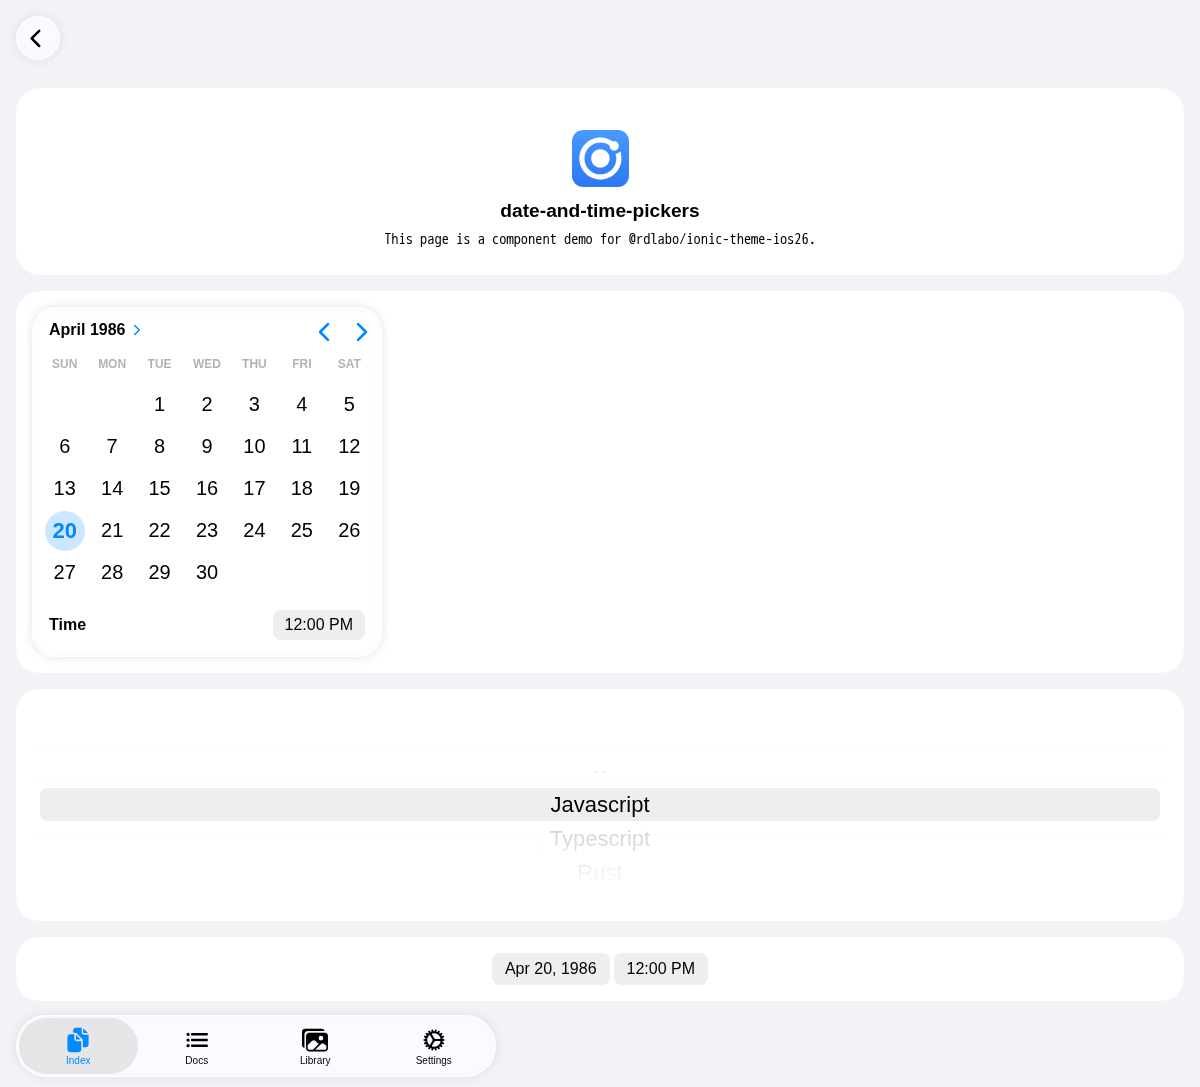 date-and-time-pickers
This page is a component demo for @rdlabo/ionic-theme-ios26.
April 1986
SUN MON TUE WED THU FRI SAT
1 2 3 4 5
6 7 8 9 10 11 12
13 14 15 16 17 18 19
20 21 22 23 24 25 26
27 28 29 30
Time 12:00 PM
--
Javascript
Typescript
Rust
Apr 20, 1986 12:00 PM
Index Docs Library Settings